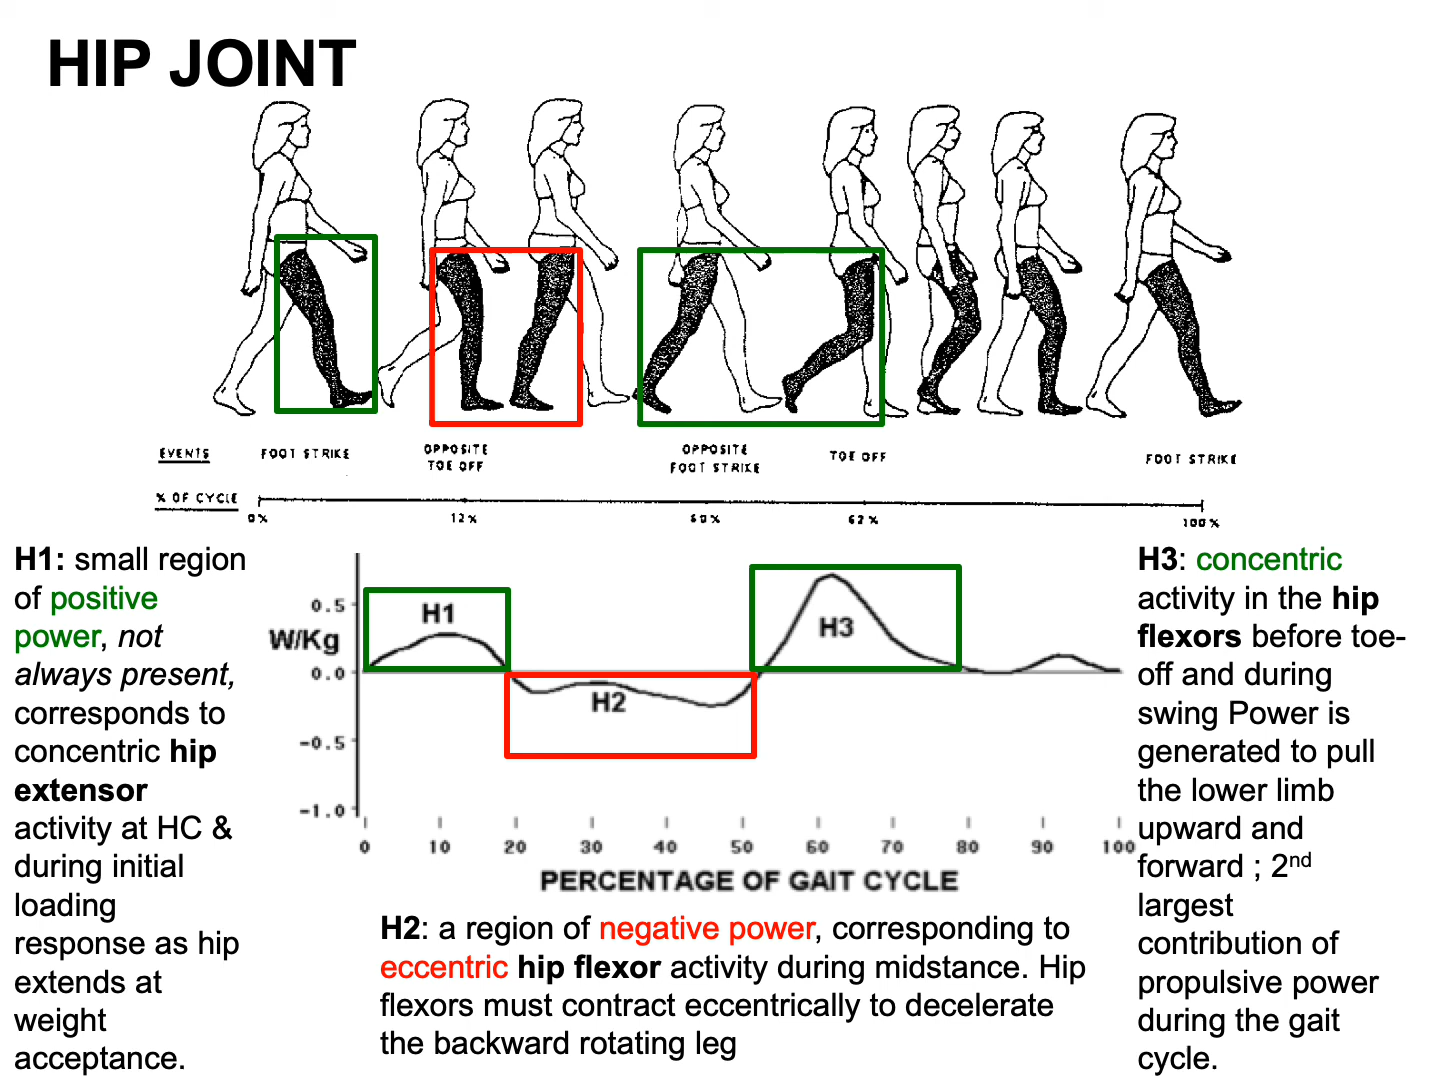 HIP JOINT
EVENTS
FOOT STRIKE
OPPOSITE
TOE OFF
OPPOSITE
FOOT STRIKE
TOE OFF
FOOT STRIKE
% OF CYCLE
0%
12%
50%
62%
100%
H1: small region
of positive
power, not
always present,
corresponds to
concentric hip
extensor
activity at HC &
during initial
loading
response as hip
extends at
weight
acceptance.
W/Kg
0.5
0.0
-0.5
-1.0
H1
H2
H3
0 10 20 30 40 50 60 70 80 90 100
PERCENTAGE OF GAIT CYCLE
H2: a region of negative power, corresponding to
eccentric hip flexor activity during midstance. Hip
flexors must contract eccentrically to decelerate
the backward rotating leg
H3: concentric
activity in the hip
flexors before toe-
off and during
swing Power is
generated to pull
the lower limb
upward and
forward ; 2nd
largest
contribution of
propulsive power
during the gait
cycle.